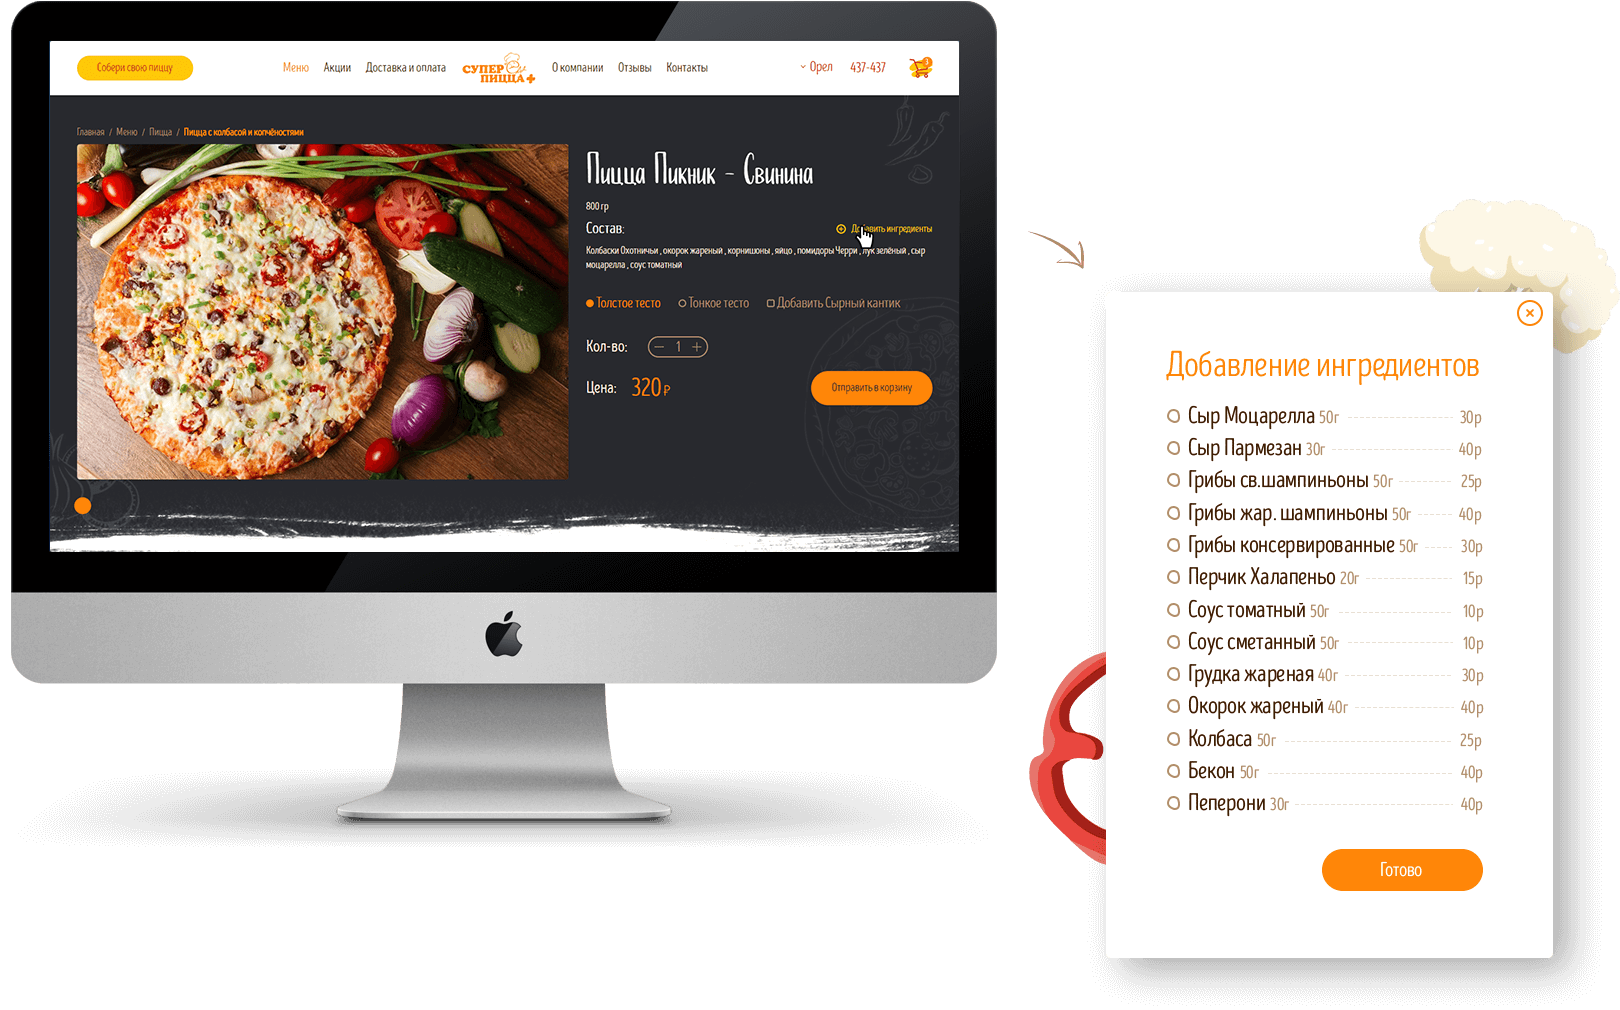 Собери свою пиццу
Меню Акции Доставка и оплата СУПЕР ПИЦЦА+ О компании Отзывы Контакты Орел 437-437
Главная / Меню / Пицца / Пицца с колбасой и копчёностями
Пицца Пикник - Свинина
800 гр
Состав:
Добавить ингредиенты
Колбаски Охотничьи , окорок жареный , корнишоны , яйцо , помидоры Черри , лук зелёный , сыр
моцарелла , соус томатный
Толстое тесто Тонкое тесто Добавить Сырный кантик
Кол-во: 1
Цена: 320 ₽
Отправить в корзину
Добавление ингредиентов
Сыр Моцарелла 50г 30р
Сыр Пармезан 30г 40р
Грибы св.шампиньоны 50г 25р
Грибы жар. шампиньоны 50г 40р
Грибы консервированные 50г 30р
Перчик Халапеньо 20г 15р
Соус томатный 50г 10р
Соус сметанный 50г 10р
Грудка жареная 40г 30р
Окорок жареный 40г 40р
Колбаса 50г 25р
Бекон 50г 40р
Пеперони 30г 40р
Готово